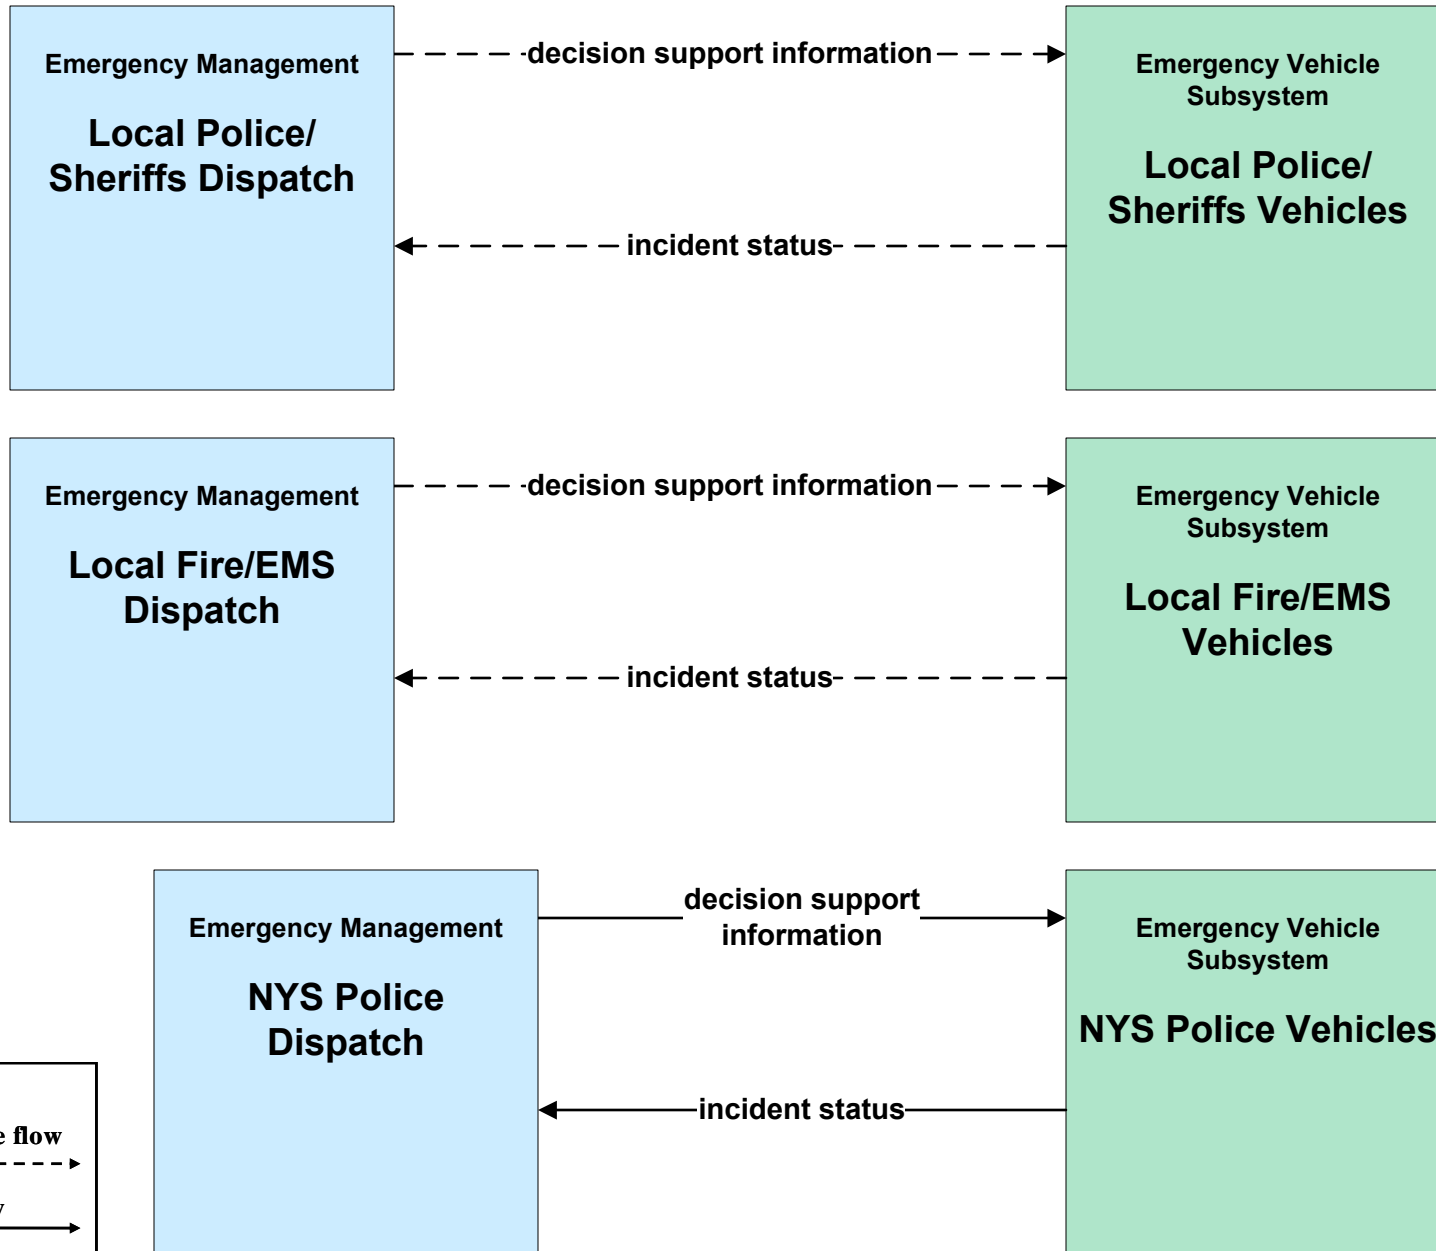 Emergency Management
Local Police/
Sheriffs Dispatch
decision support information
incident status
Emergency Vehicle
Subsystem
Local Police/
Sheriffs Vehicles
Emergency Management
Local Fire/EMS
Dispatch
decision support information
incident status
Emergency Vehicle
Subsystem
Local Fire/EMS
Vehicles
Emergency Management
NYS Police
Dispatch
decision support
information
incident status
Emergency Vehicle
Subsystem
NYS Police Vehicles
flow